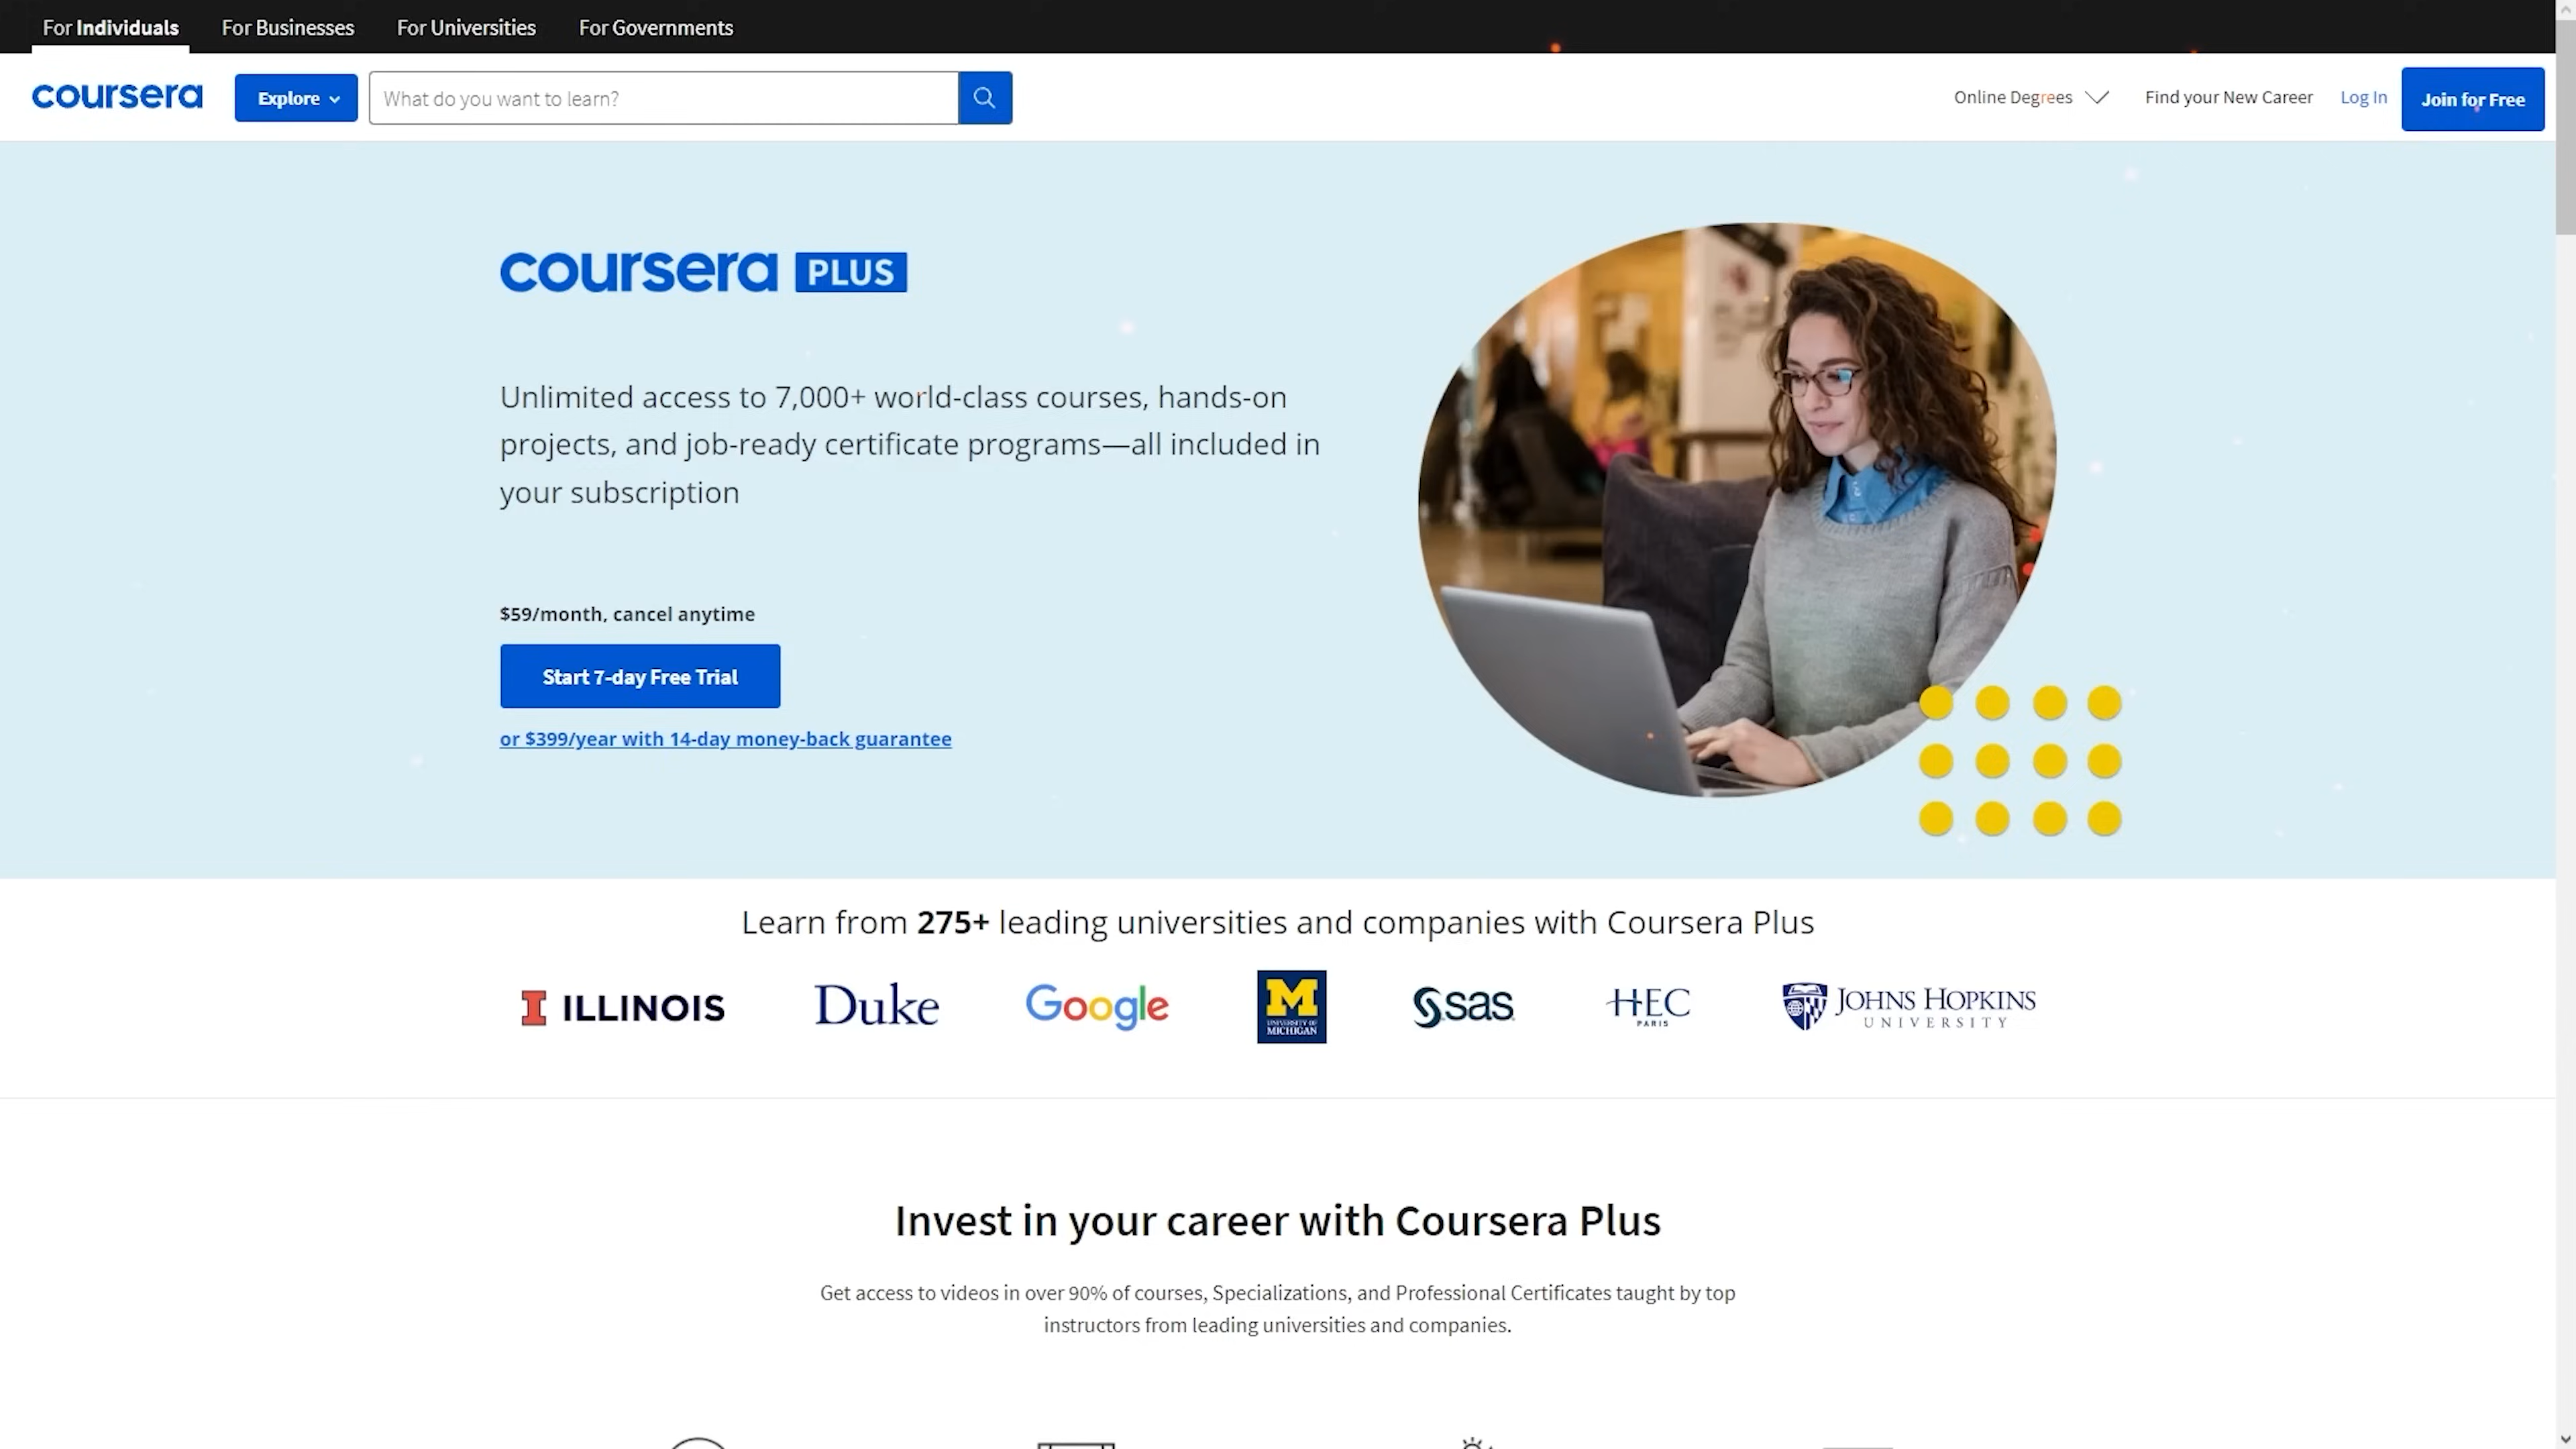 For Individuals
For Businesses
For Universities
For Governments
coursera
Explore
What do you want to learn?
Online Degrees
Find your New Career
Log In
Join for Free
coursera PLUS
Unlimited access to 7,000+ world-class courses, hands-on
projects, and job-ready certificate programs—all included in
your subscription
$59/month, cancel anytime
Start 7-day Free Trial
or $399/year with 14-day money-back guarantee
Learn from 275+ leading universities and companies with Coursera Plus
I ILLINOIS
Duke
Google
M
UNIVERSITY OF
MICHIGAN
sas
HEC
PARIS
JOHNS HOPKINS
UNIVERSITY
Invest in your career with Coursera Plus
Get access to videos in over 90% of courses, Specializations, and Professional Certificates taught by top
instructors from leading universities and companies.